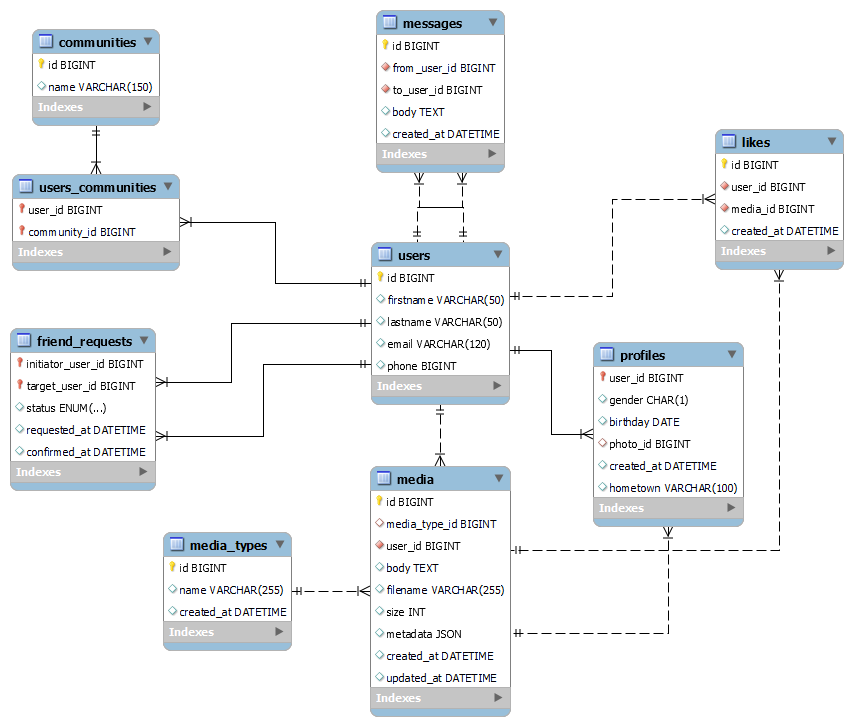 communities
id BIGINT
name VARCHAR(150)
Indexes
messages
id BIGINT
from_user_id BIGINT
to_user_id BIGINT
body TEXT
created_at DATETIME
Indexes
likes
id BIGINT
user_id BIGINT
media_id BIGINT
created_at DATETIME
Indexes
users_communities
user_id BIGINT
community_id BIGINT
Indexes
users
id BIGINT
firstname VARCHAR(50)
lastname VARCHAR(50)
email VARCHAR(120)
phone BIGINT
Indexes
friend_requests
initiator_user_id BIGINT
target_user_id BIGINT
status ENUM(...)
requested_at DATETIME
confirmed_at DATETIME
Indexes
profiles
user_id BIGINT
gender CHAR(1)
birthday DATE
photo_id BIGINT
created_at DATETIME
hometown VARCHAR(100)
Indexes
media
id BIGINT
media_type_id BIGINT
user_id BIGINT
body TEXT
filename VARCHAR(255)
size INT
metadata JSON
created_at DATETIME
updated_at DATETIME
Indexes
media_types
id BIGINT
name VARCHAR(255)
created_at DATETIME
Indexes